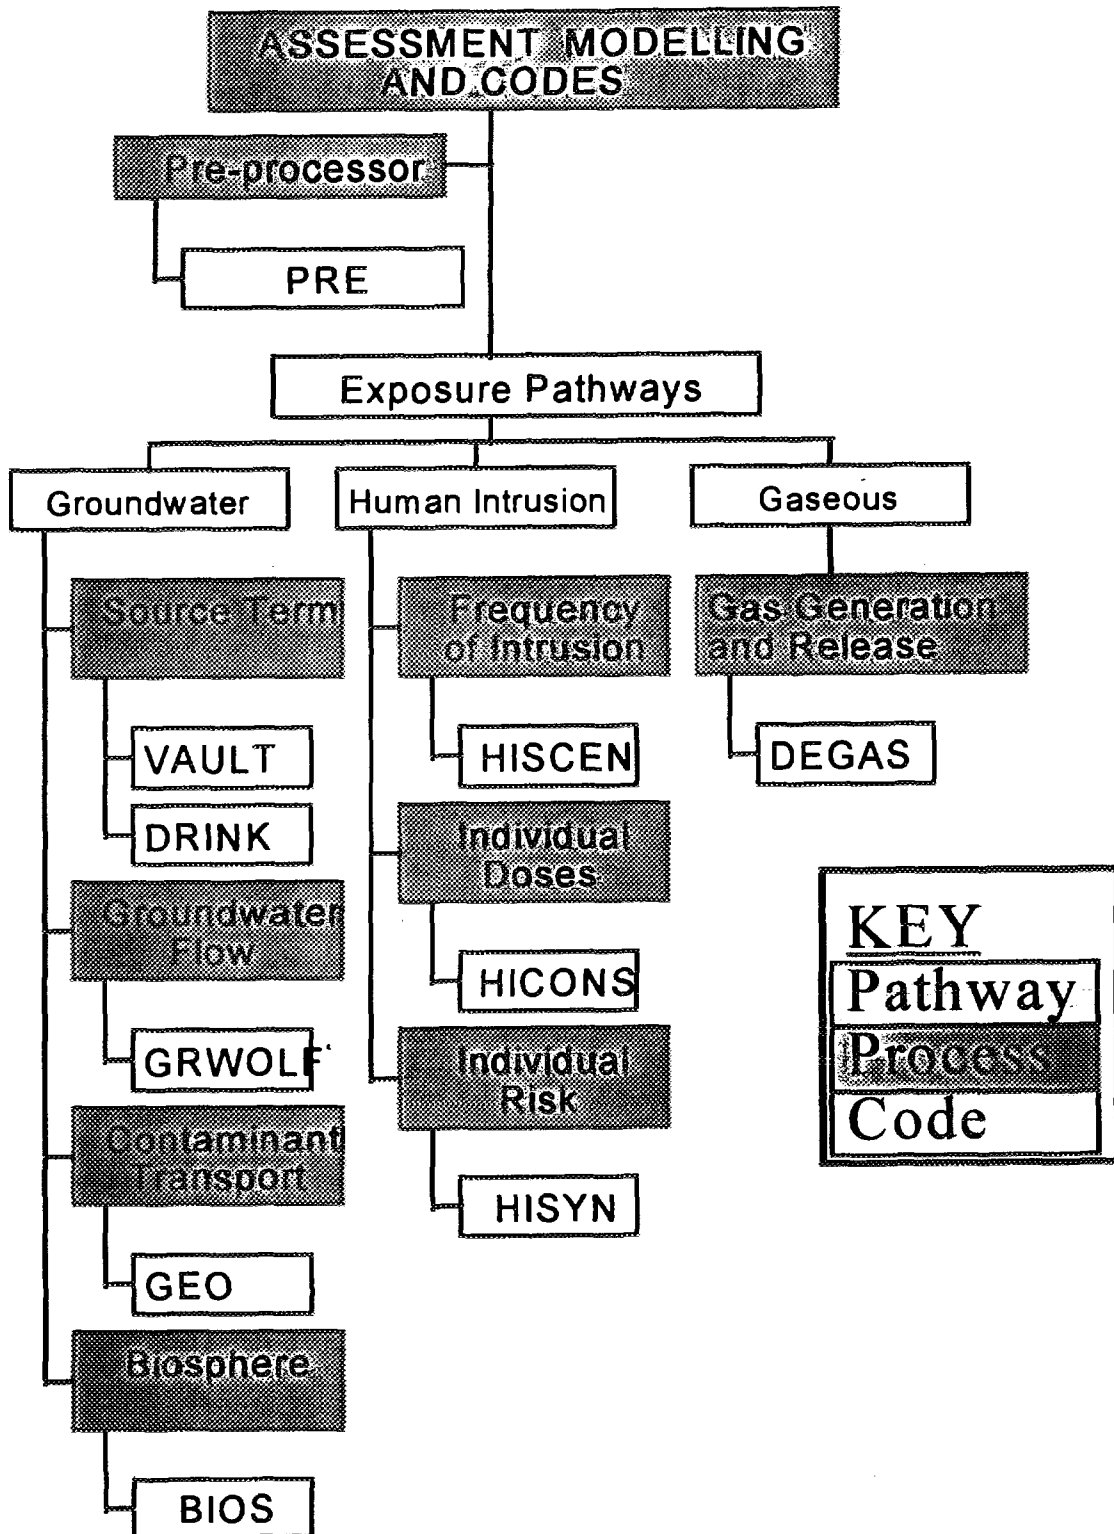 ASSESSMENT MODELLING
AND CODES
Pre-processor
PRE
Exposure Pathways
Groundwater
Human Intrusion
Gaseous
Source Term
VAULT
DRINK
Groundwater
Flow
GRWOLF
Contaminant
Transport
GEO
Biosphere
BIOS
Frequency
of Intrusion
HISCEN
Individual
Doses
HICONS
Individual
Risk
HISYN
Gas Generation
and Release
DEGAS
KEY
Pathway
Process
Code